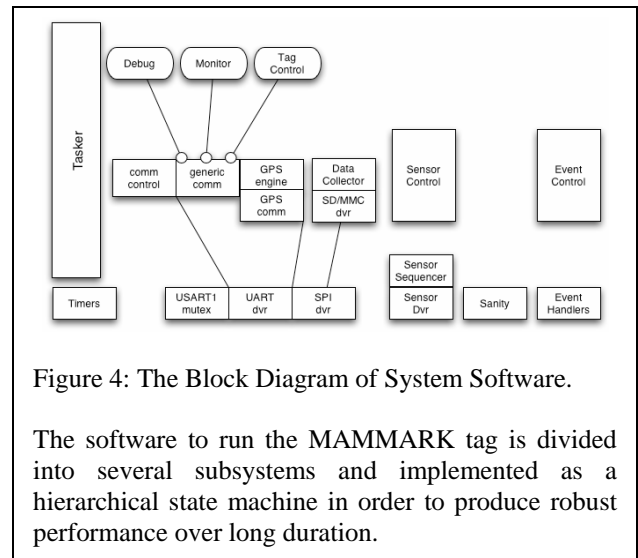 Debug
Monitor
Tag
Control
Tasker
comm
control
generic
comm
GPS
engine
GPS
comm
Data
Collector
SD/MMC
dvr
Sensor
Control
Event
Control
Timers
USART1
mutex
UART
dvr
SPI
dvr
Sensor
Sequencer
Sensor
Dvr
Sanity
Event
Handlers
Figure 4: The Block Diagram of System Software.
The software to run the MAMMARK tag is divided
into several subsystems and implemented as a
hierarchical state machine in order to produce robust
performance over long duration.